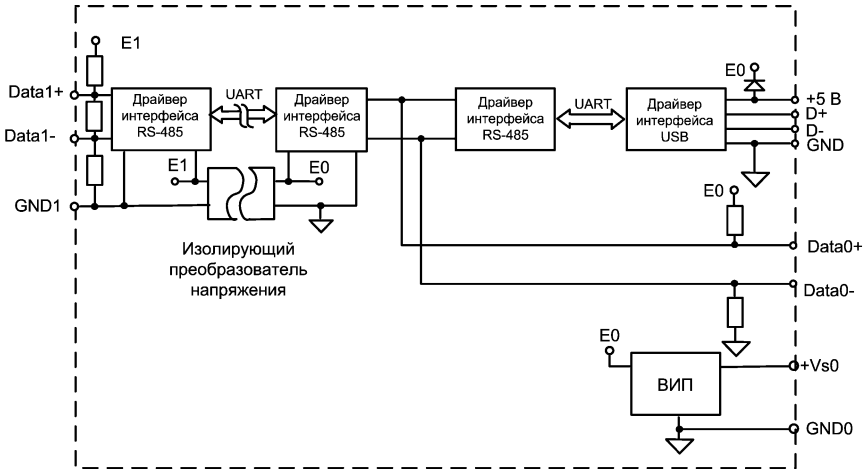 E1
Data1+
Data1-
GND1
Драйвер
интерфейса
RS-485
UART
Драйвер
интерфейса
RS-485
E1
E0
Изолирующий
преобразователь
напряжения
Драйвер
интерфейса
RS-485
UART
Драйвер
интерфейса
USB
E0
+5 В
D+
D-
GND
E0
Data0+
Data0-
E0
ВИП
+Vs0
GND0